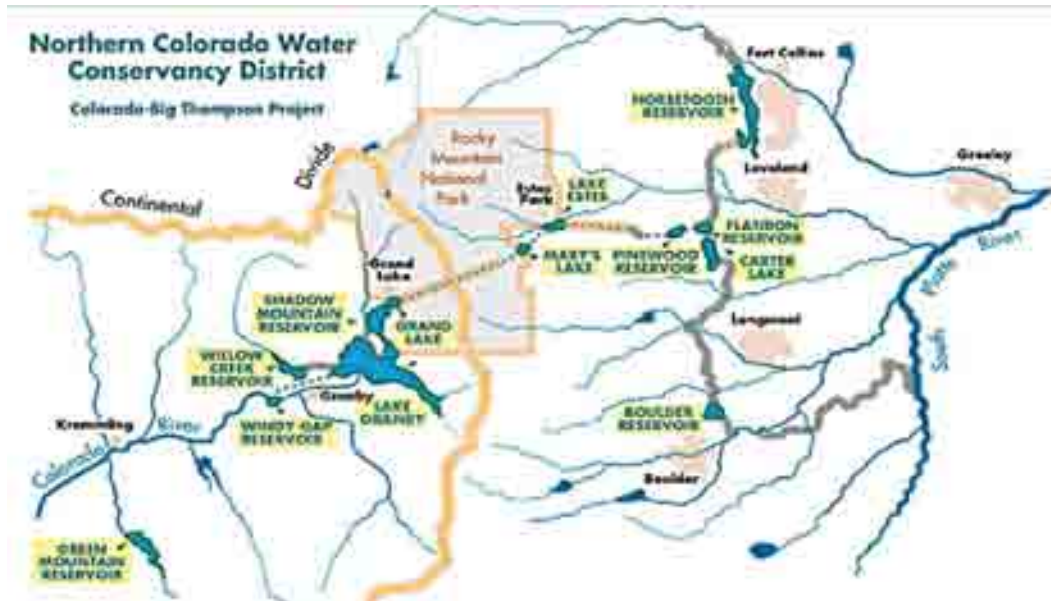 Northern Colorado Water
Conservancy District
Colorado-Big Thompson Project
Fort Collins
HORSETOOTH
RESERVOIR
Rocky
Mountain
National
Park
Divide
Continental
Loveland
Greeley
Estes
Park
LAKE
ESTES
FLATIRON
RESERVOIR
MARY'S
LAKE
PINEWOOD
RESERVOIR
CARTER
LAKE
Platte
River
South
Grand
Lake
SHADOW
MOUNTAIN
RESERVOIR
GRAND
LAKE
Longmont
WILLOW
CREEK
RESERVOIR
Granby
LAKE
GRANBY
WINDY GAP
RESERVOIR
BOULDER
RESERVOIR
Kremmling
Colorado
River
Boulder
GREEN
MOUNTAIN
RESERVOIR